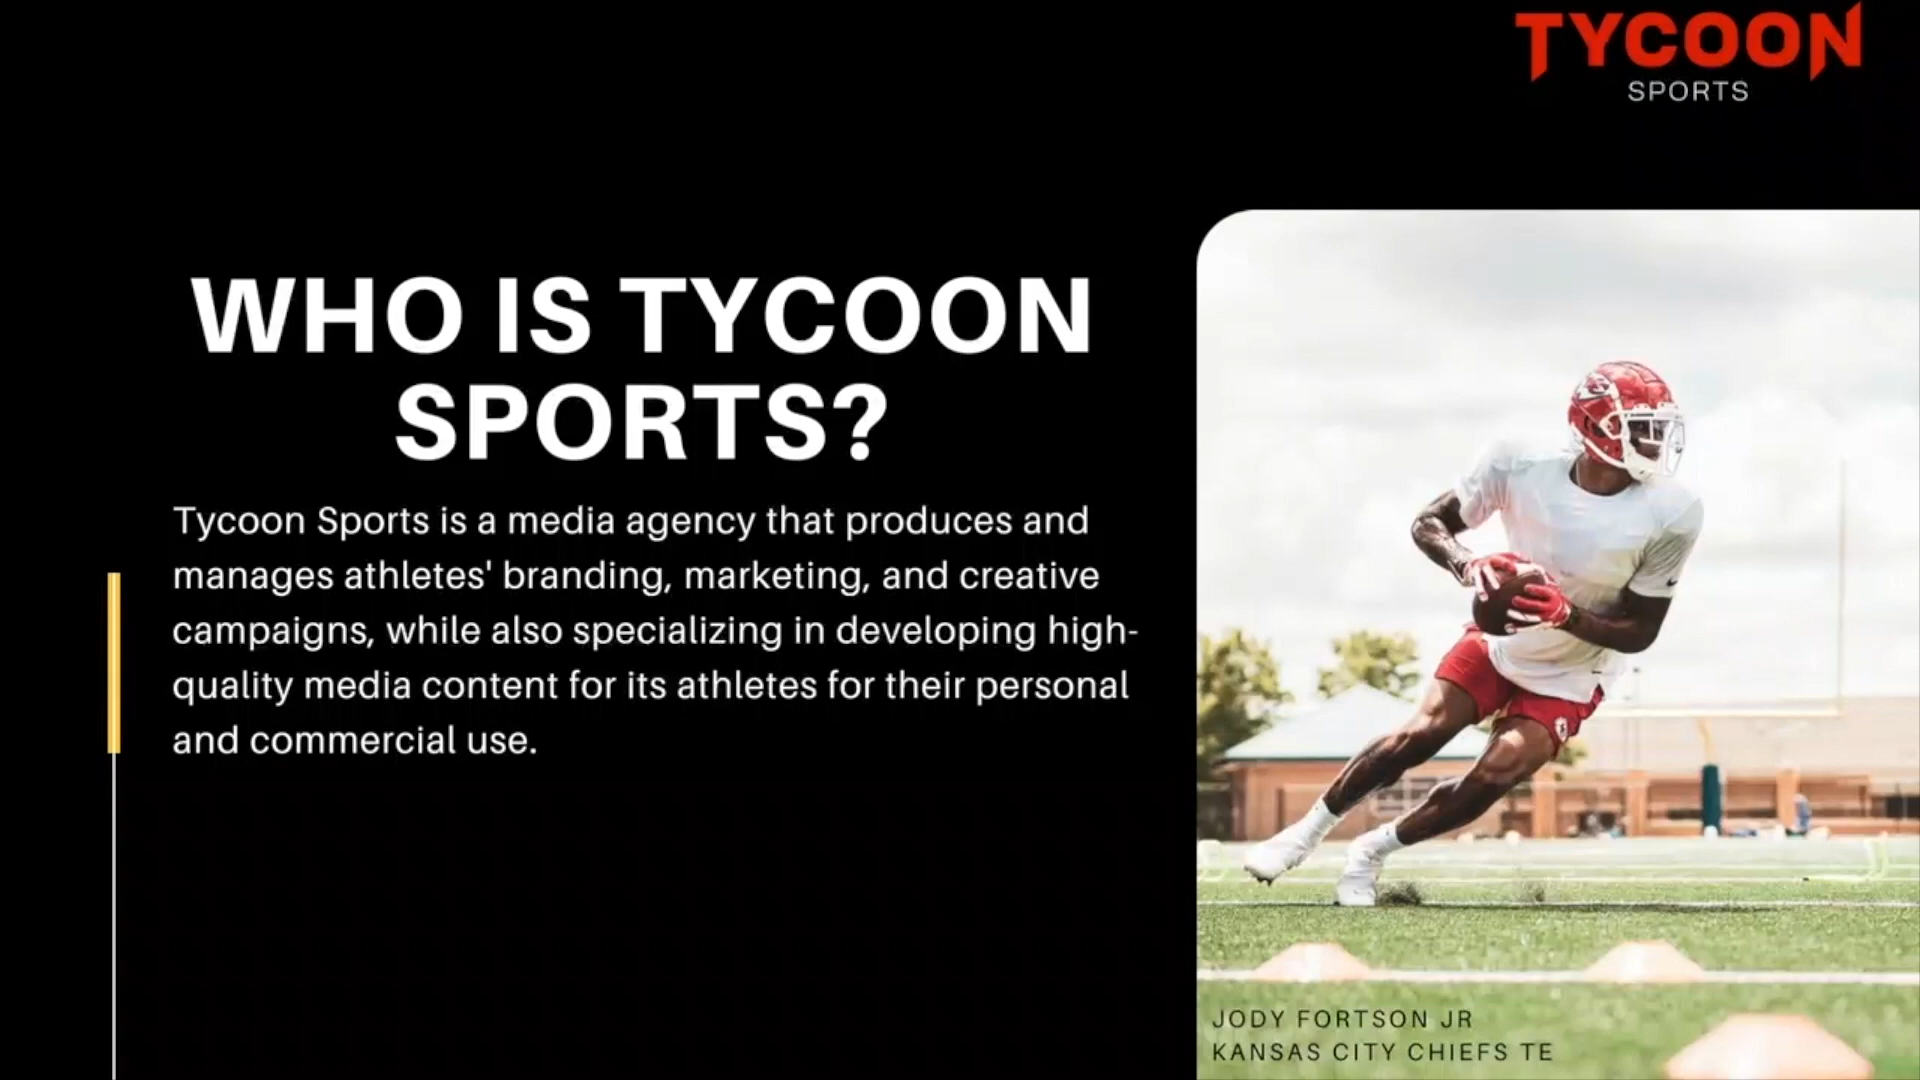 TYCOON
SPORTS
WHO IS TYCOON
SPORTS?
Tycoon Sports is a media agency that produces and
manages athletes' branding, marketing, and creative
campaigns, while also specializing in developing high-
quality media content for its athletes for their personal
and commercial use.
JODY FORTSON JR
KANSAS CITY CHIEFS TE